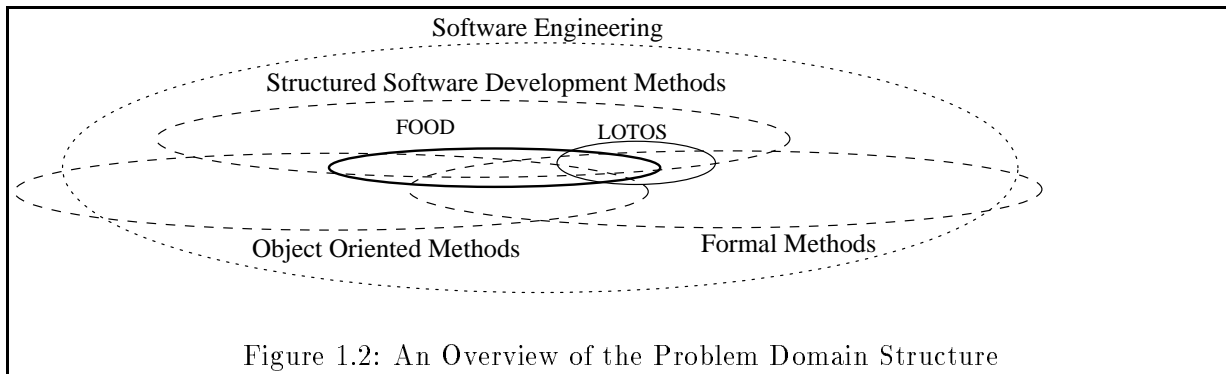 Software Engineering
Structured Software Development Methods
FOOD
LOTOS
Object Oriented Methods
Formal Methods
Figure 1.2: An Overview of the Problem Domain Structure